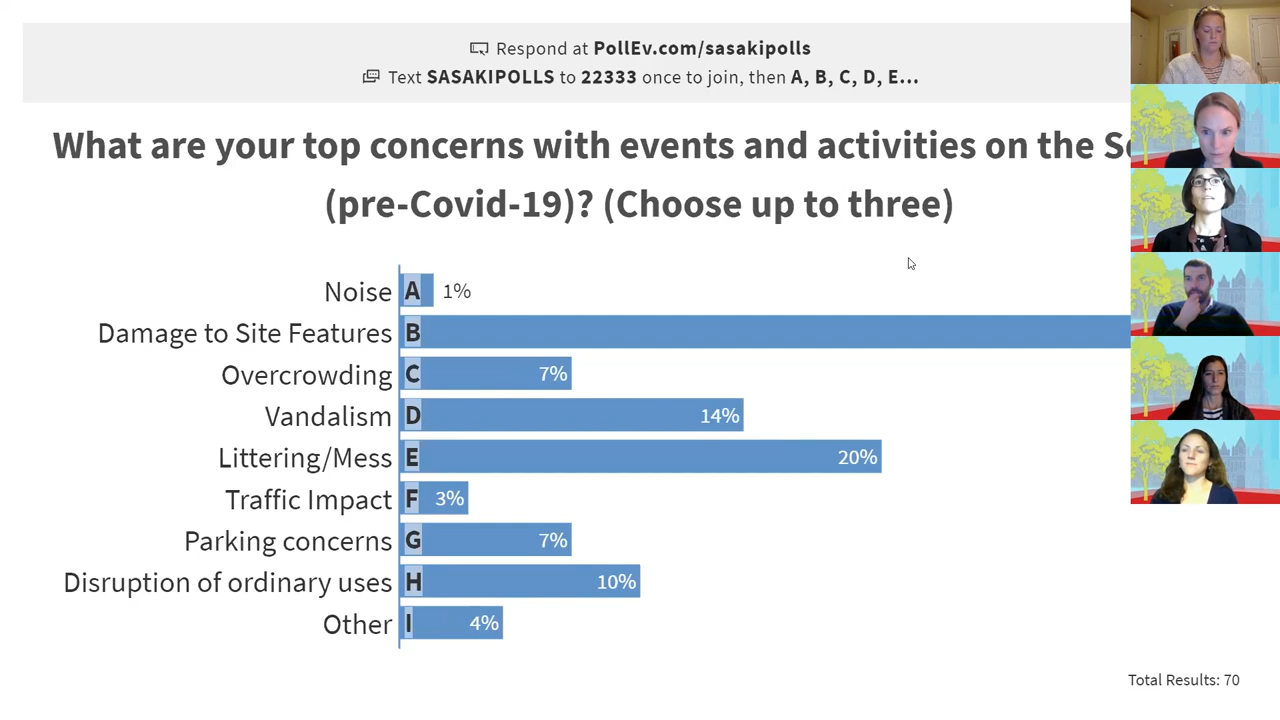 Respond at PollEv.com/sasakipolls
Text SASAKIPOLLS to 22333 once to join, then A, B, C, D, E...
What are your top concerns with events and activities on the
(pre-Covid-19)? (Choose up to three)
Noise A 1%
Damage to Site Features B
Overcrowding C 7%
Vandalism D 14%
Littering/Mess E 20%
Traffic Impact F 3%
Parking concerns G 7%
Disruption of ordinary uses H 10%
Other I 4%
Total Results: 70